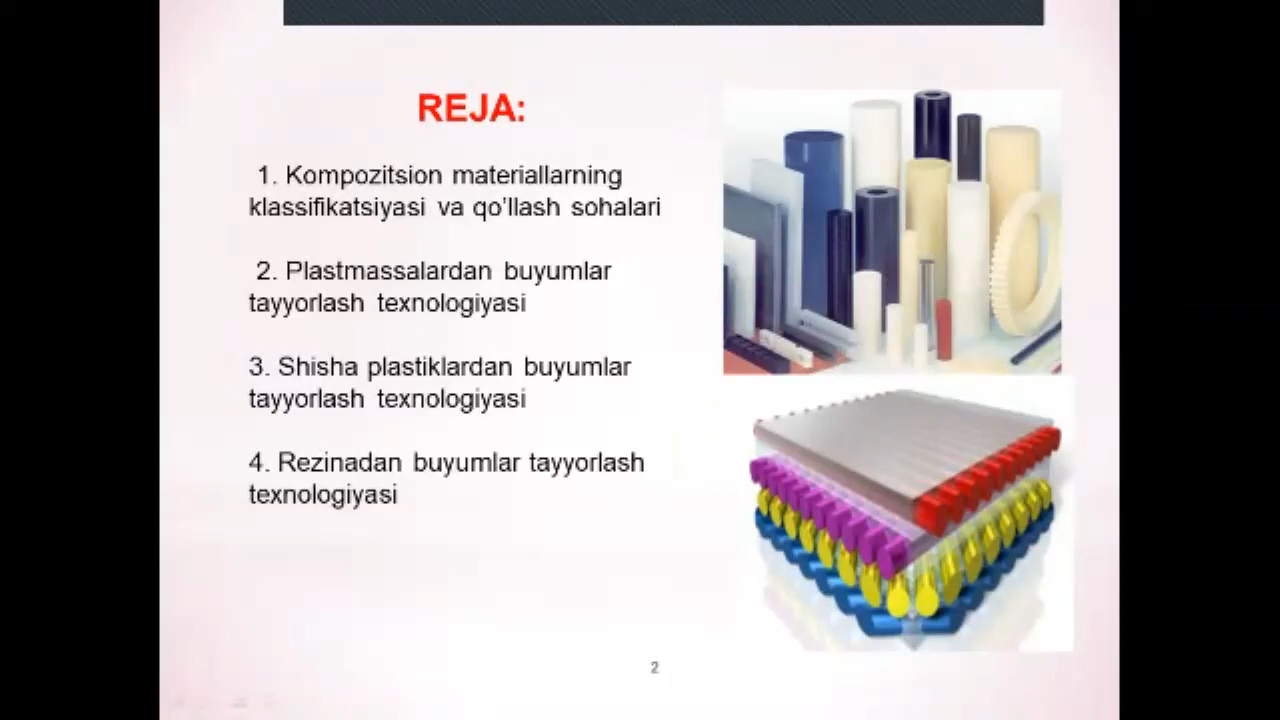 REJA:
1. Kompozitsion materiallarning
klassifikatsiyasi va qo’llash sohalari
2. Plastmassalardan buyumlar
tayyorlash texnologiyasi
3. Shisha plastiklardan buyumlar
tayyorlash texnologiyasi
4. Rezinadan buyumlar tayyorlash
texnologiyasi
2